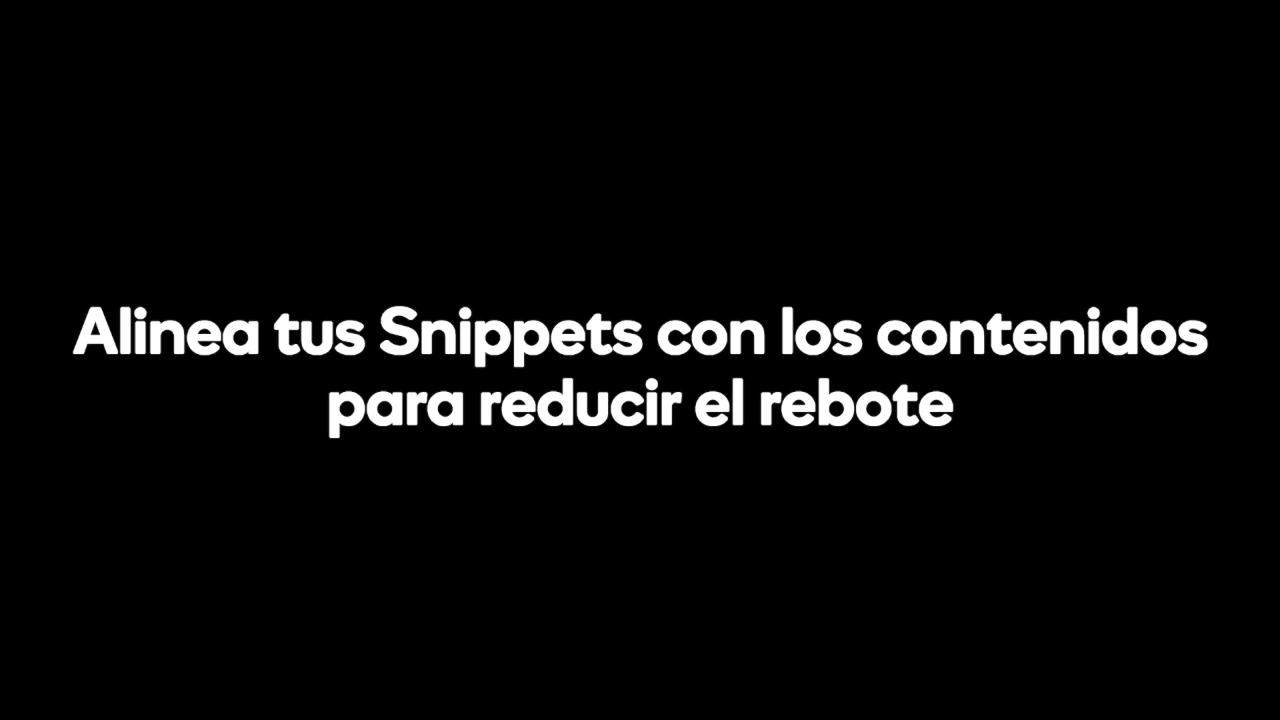 Alinea tus Snippets con los contenidos
para reducir el rebote